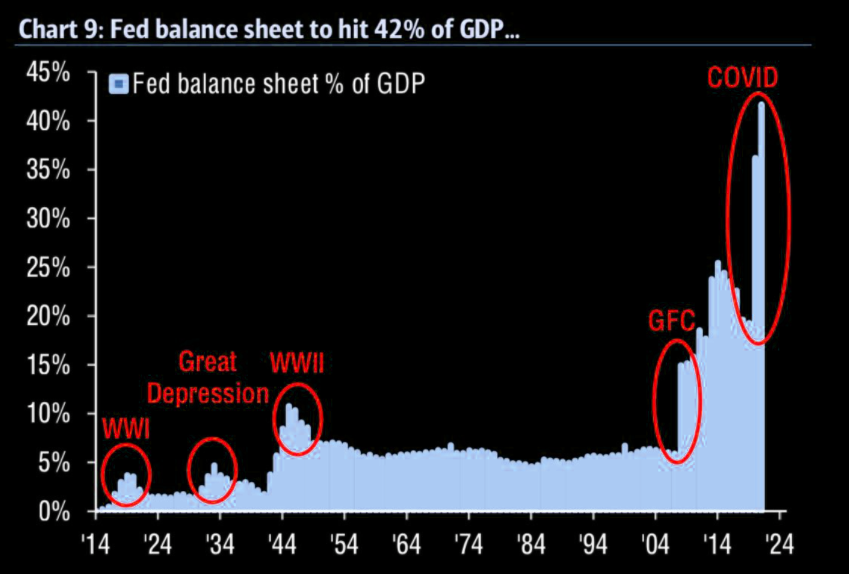 Chart 9: Fed balance sheet to hit 42% of GDP...
45%
Fed balance sheet % of GDP
COVID
40%
35%
30%
25%
20%
GFC
15%
Great
Depression
WWII
10%
WWI
5%
0%
'14 '24 '34 '44 '54 '64 '74 '84 '94 '04 '14 '24